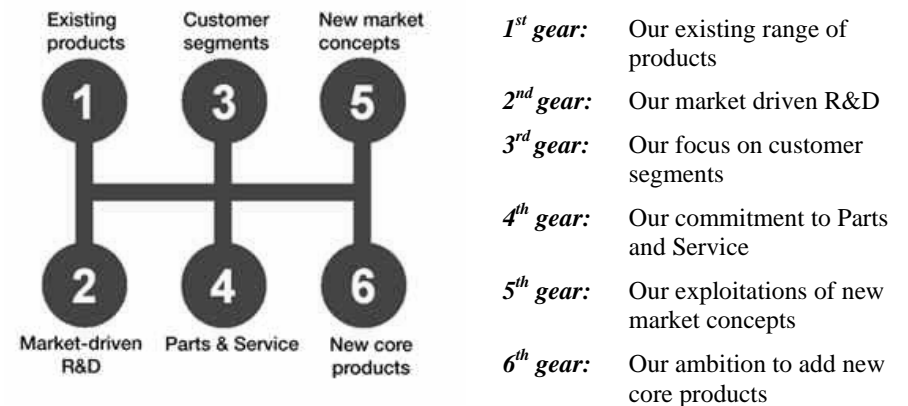 Existing
products
Customer
segments
New market
concepts
1
3
5
2
4
6
Market-driven
R&D
Parts & Service
New core
products
1st gear: Our existing range of
products
2nd gear: Our market driven R&D
3rd gear: Our focus on customer
segments
4th gear: Our commitment to Parts
and Service
5th gear: Our exploitations of new
market concepts
6th gear: Our ambition to add new
core products